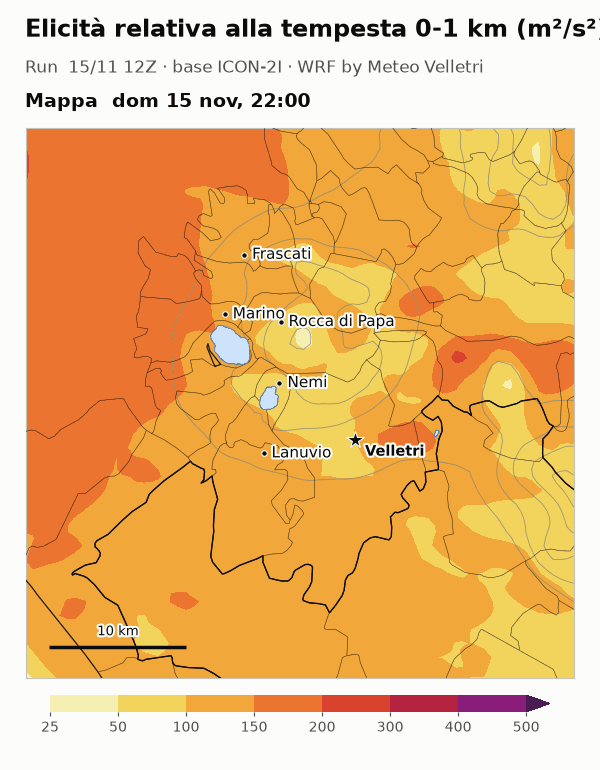 Elicità relativa alla tempesta 0-1 km (m²/s²)
Run 15/11 12Z · base ICON-2I · WRF by Meteo Velletri
Mappa dom 15 nov, 22:00
Frascati
Marino
Rocca di Papa
Nemi
Velletri
Lanuvio
10 km
25 50 100 150 200 300 400 500